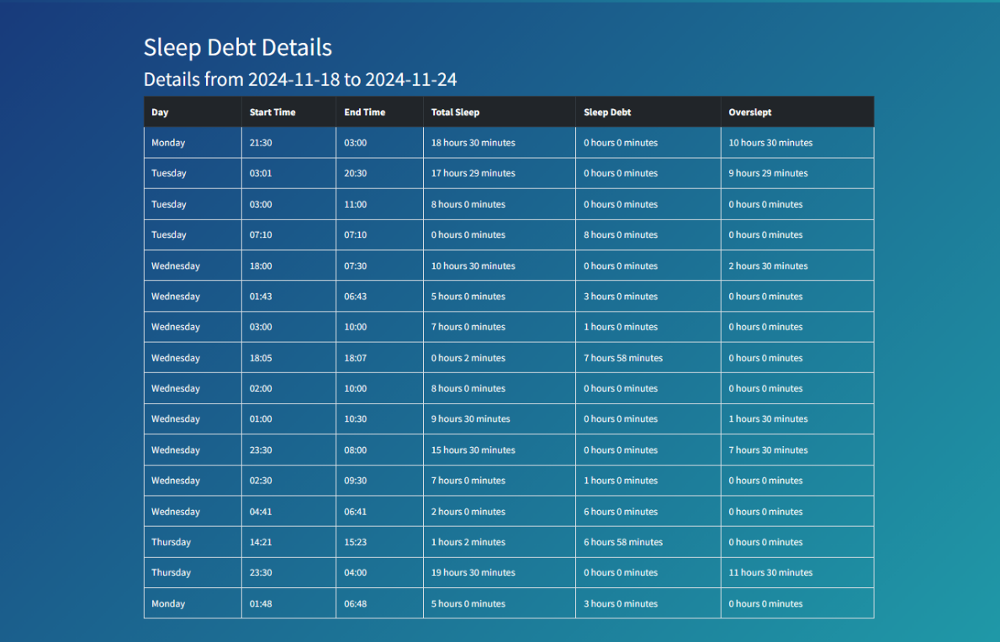 Sleep Debt Details
Details from 2024-11-18 to 2024-11-24
Day Start Time End Time Total Sleep Sleep Debt Overslept
Monday 21:30 03:00 18 hours 30 minutes 0 hours 0 minutes 10 hours 30 minutes
Tuesday 03:01 20:30 17 hours 29 minutes 0 hours 0 minutes 9 hours 29 minutes
Tuesday 03:00 11:00 8 hours 0 minutes 0 hours 0 minutes 0 hours 0 minutes
Tuesday 07:10 07:10 0 hours 0 minutes 8 hours 0 minutes 0 hours 0 minutes
Wednesday 18:00 07:30 10 hours 30 minutes 0 hours 0 minutes 2 hours 30 minutes
Wednesday 01:43 06:43 5 hours 0 minutes 3 hours 0 minutes 0 hours 0 minutes
Wednesday 03:00 10:00 7 hours 0 minutes 1 hours 0 minutes 0 hours 0 minutes
Wednesday 18:05 18:07 0 hours 2 minutes 7 hours 58 minutes 0 hours 0 minutes
Wednesday 02:00 10:00 8 hours 0 minutes 0 hours 0 minutes 0 hours 0 minutes
Wednesday 01:00 10:30 9 hours 30 minutes 0 hours 0 minutes 1 hours 30 minutes
Wednesday 23:30 08:00 15 hours 30 minutes 0 hours 0 minutes 7 hours 30 minutes
Wednesday 02:30 09:30 7 hours 0 minutes 1 hours 0 minutes 0 hours 0 minutes
Wednesday 04:41 06:41 2 hours 0 minutes 6 hours 0 minutes 0 hours 0 minutes
Thursday 14:21 15:23 1 hours 2 minutes 6 hours 58 minutes 0 hours 0 minutes
Thursday 23:30 04:00 19 hours 30 minutes 0 hours 0 minutes 11 hours 30 minutes
Monday 01:48 06:48 5 hours 0 minutes 3 hours 0 minutes 0 hours 0 minutes